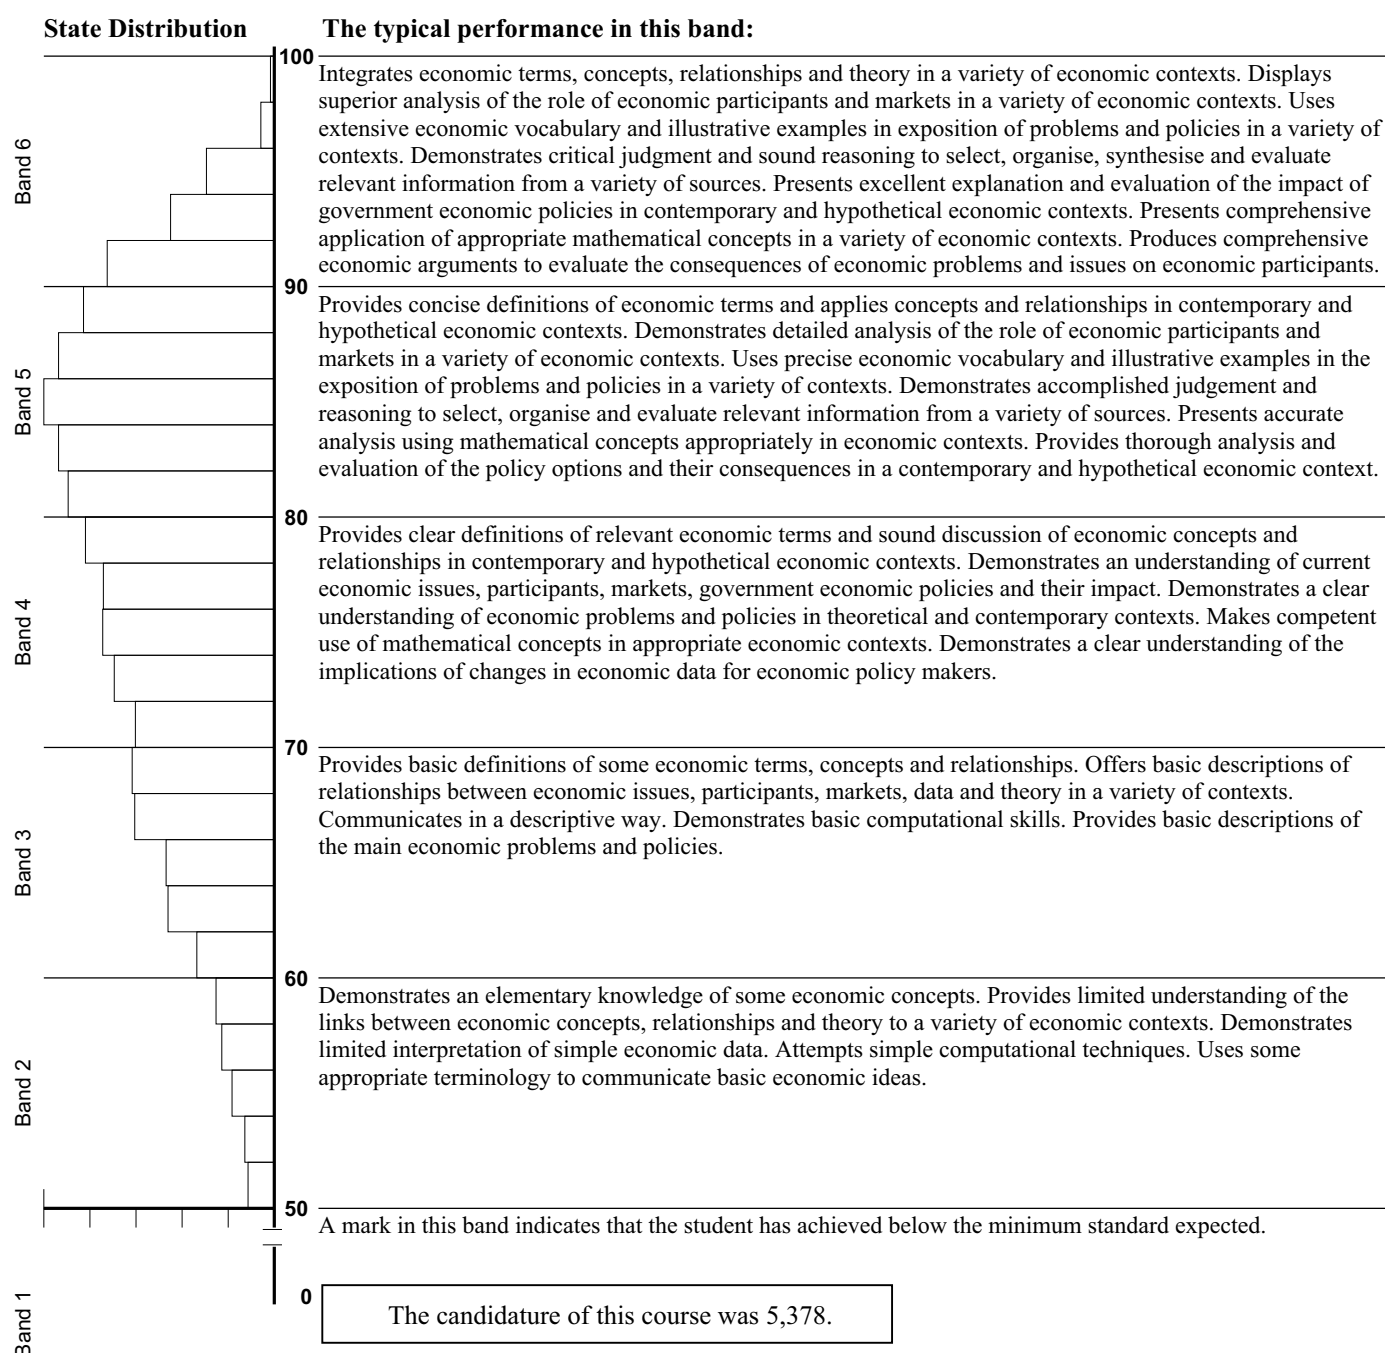 State Distribution
The typical performance in this band:
100
Integrates economic terms, concepts, relationships and theory in a variety of economic contexts. Displays
superior analysis of the role of economic participants and markets in a variety of economic contexts. Uses
extensive economic vocabulary and illustrative examples in exposition of problems and policies in a variety of
contexts. Demonstrates critical judgment and sound reasoning to select, organise, synthesise and evaluate
relevant information from a variety of sources. Presents excellent explanation and evaluation of the impact of
government economic policies in contemporary and hypothetical economic contexts. Presents comprehensive
application of appropriate mathematical concepts in a variety of economic contexts. Produces comprehensive
economic arguments to evaluate the consequences of economic problems and issues on economic participants.
Band 6
90
Provides concise definitions of economic terms and applies concepts and relationships in contemporary and
hypothetical economic contexts. Demonstrates detailed analysis of the role of economic participants and
markets in a variety of economic contexts. Uses precise economic vocabulary and illustrative examples in the
exposition of problems and policies in a variety of contexts. Demonstrates accomplished judgement and
reasoning to select, organise and evaluate relevant information from a variety of sources. Presents accurate
analysis using mathematical concepts appropriately in economic contexts. Provides thorough analysis and
evaluation of the policy options and their consequences in a contemporary and hypothetical economic context.
Band 5
80
Provides clear definitions of relevant economic terms and sound discussion of economic concepts and
relationships in contemporary and hypothetical economic contexts. Demonstrates an understanding of current
economic issues, participants, markets, government economic policies and their impact. Demonstrates a clear
understanding of economic problems and policies in theoretical and contemporary contexts. Makes competent
use of mathematical concepts in appropriate economic contexts. Demonstrates a clear understanding of the
implications of changes in economic data for economic policy makers.
Band 4
70
Provides basic definitions of some economic terms, concepts and relationships. Offers basic descriptions of
relationships between economic issues, participants, markets, data and theory in a variety of contexts.
Communicates in a descriptive way. Demonstrates basic computational skills. Provides basic descriptions of
the main economic problems and policies.
Band 3
60
Demonstrates an elementary knowledge of some economic concepts. Provides limited understanding of the
links between economic concepts, relationships and theory to a variety of economic contexts. Demonstrates
limited interpretation of simple economic data. Attempts simple computational techniques. Uses some
appropriate terminology to communicate basic economic ideas.
Band 2
50
A mark in this band indicates that the student has achieved below the minimum standard expected.
0
Band 1
The candidature of this course was 5,378.